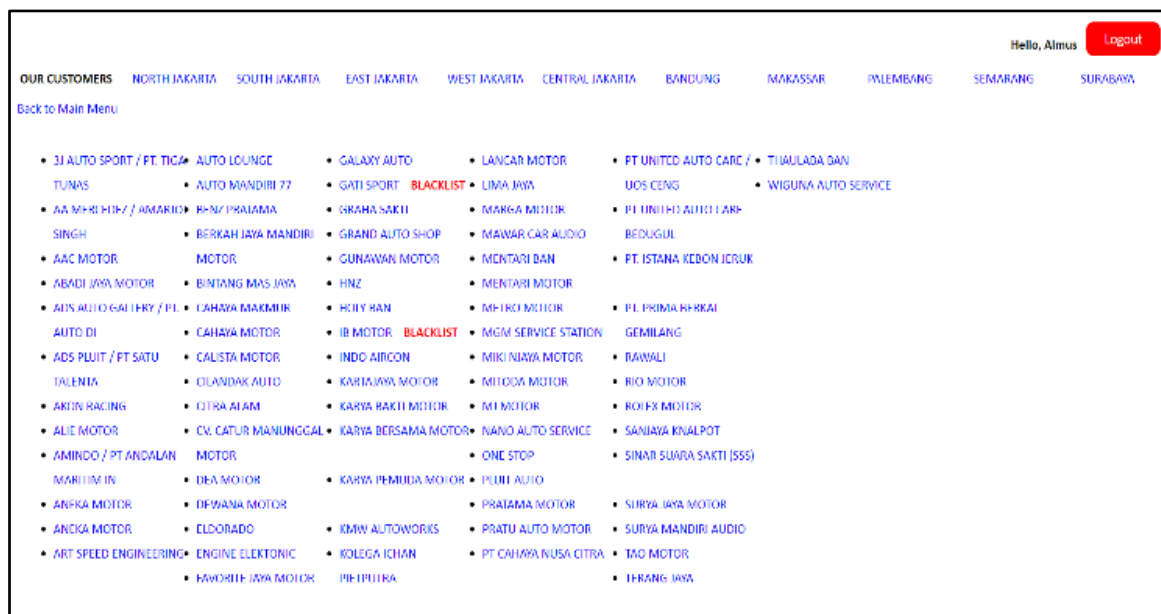 Hello, Almus
Logout
OUR CUSTOMERS NORTH JAKARTA SOUTH JAKARTA EAST JAKARTA WEST JAKARTA CENTRAL JAKARTA BANDUNG MAKASSAR PALEMBANG SEMARANG SURABAYA
Back to Main Menu
3J AUTO SPORT / PT. TIGA
TUNAS
AA MERCEDEZ /
SINGH
AAC MOTOR
ABADI JAYA MOTOR
ADS AUTO GALLERY / PT.
AUTO DI
ADS PLUIT / PT SATU
TALENTA
AKON RACING
ALIE MOTOR
AMINDO / PT ANDALAN
MARITIM IN
ANEKA MOTOR
ANEKA MOTOR
ART SPEED ENGINEERING
AUTO LOUNGE
AUTO MANDIRI 77
BENZ PRATAMA
BERKAH JAYA MANDIRI
MOTOR
BINTANG MAS JAYA
CAHAYA MAKMUR
CAHAYA MOTOR
CALISTA MOTOR
CILANDAK AUTO
CITRA ALAM
CV. CATUR MANUNGGAL
MOTOR
DEA MOTOR
DEWANA MOTOR
ELDORADO
ENGINE ELEKTONIC
FAVORITE JAYA MOTOR
GALAXY AUTO
GATI SPORT BLACKLIST
GRAHA SAKTI
GRAND AUTO SHOP
GUNAWAN MOTOR
HNZ
HOLY BAN
IB MOTOR BLACKLIST
INDO AIRCON
KARTAJAYA MOTOR
KARYA BAKTI MOTOR
KARYA BERSAMA MOTOR
KARYA PEMUDA MOTOR
KMW AUTOWORKS
KOLEGA ICHAN
PIETPUTRA
LANCAR MOTOR
LIMA JAYA
MARGA MOTOR
MAWAR CAR AUDIO
MENTARI BAN
MENTARI MOTOR
METRO MOTOR
MGM SERVICE STATION
MIKI NJAYA MOTOR
MITODA MOTOR
MJ MOTOR
NANO AUTO SERVICE
ONE STOP
PLUIT AUTO
PRATAMA MOTOR
PRATU AUTO MOTOR
PT CAHAYA NUSA CITRA
PT UNITED AUTO CARE /
UOS CENG
PT UNITED AUTO CARE
BEDUGUL
PT. ISTANA KEBON JERUK
PT. PRIMA BERKAT
GEMILANG
RAWALI
RIO MOTOR
ROLEX MOTOR
SANJAYA KNALPOT
SINAR SUARA SAKTI (SSS)
SURYA JAYA MOTOR
SURYA MANDIRI AUDIO
TAO MOTOR
TERANG JAYA
THAULABA BAN
WIGUNA AUTO SERVICE